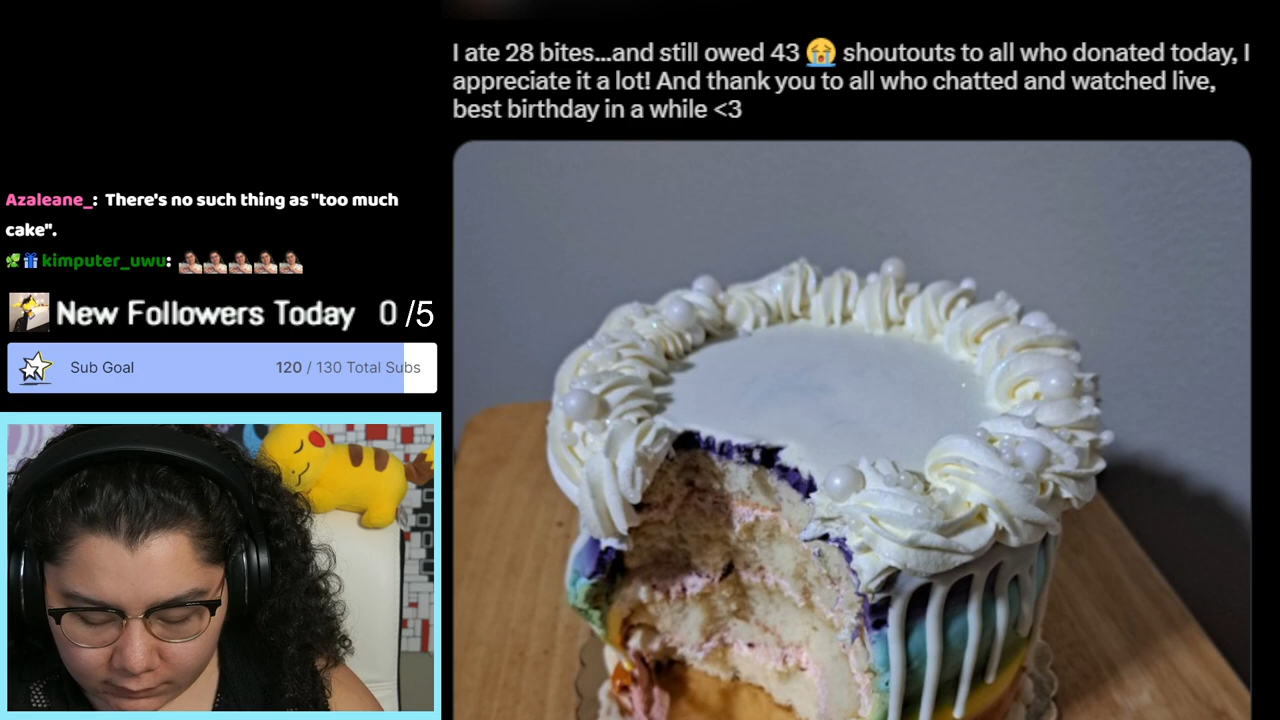 I ate 28 bites...and still owed 43 😭 shoutouts to all who donated today, I
appreciate it a lot! And thank you to all who chatted and watched live,
best birthday in a while <3
Azaleane_: There's no such thing as "too much
cake".
kimputer_uwu:
New Followers Today 0 /5
Sub Goal 120 / 130 Total Subs